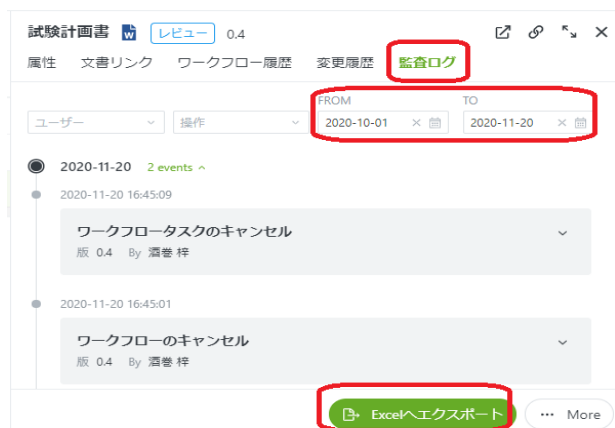 試験計画書 レビュー 0.4
属性 文書リンク ワークフロー履歴 変更履歴 監査ログ
FROM TO
ユーザー 操作 2020-10-01 2020-11-20
2020-11-20 2 events
2020-11-20 16:45:09
ワークフロータスクのキャンセル
版 0.4 By 酒巻 梓
2020-11-20 16:45:01
ワークフローのキャンセル
版 0.4 By 酒巻 梓
Excelへエクスポート ... More